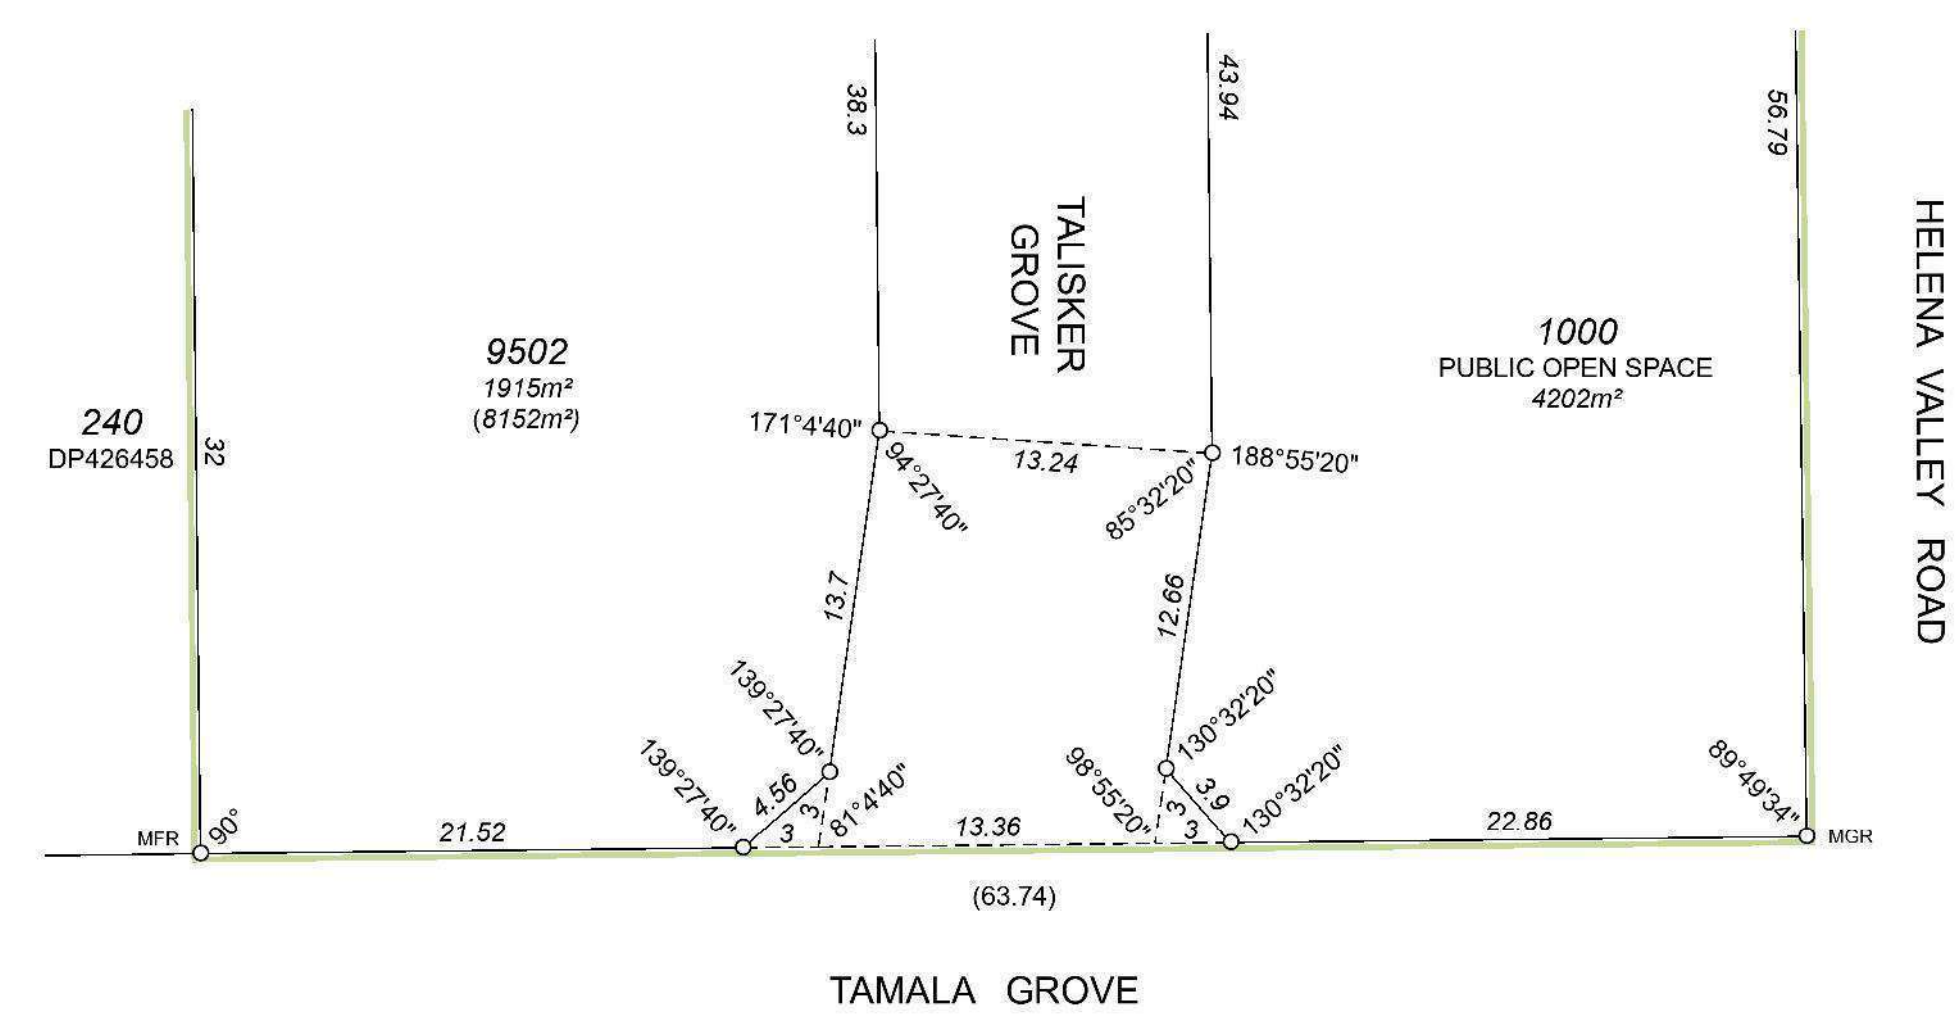 38.3
43.94
56.79
TALISKER
GROVE
HELENA VALLEY ROAD
9502
1915m²
(8152m²)
1000
PUBLIC OPEN SPACE
4202m²
240
DP426458
32
171°4'40"
94°27'40"
13.24
85°32'20"
188°55'20"
13.7
12.66
139°27'40"
139°27'40"
4.56
3
3
81°4'40"
98°55'20"
130°32'20"
3.9
3
3
130°32'20"
89°49'34"
MFR
90°
21.52
13.36
22.86
MGR
(63.74)
TAMALA GROVE